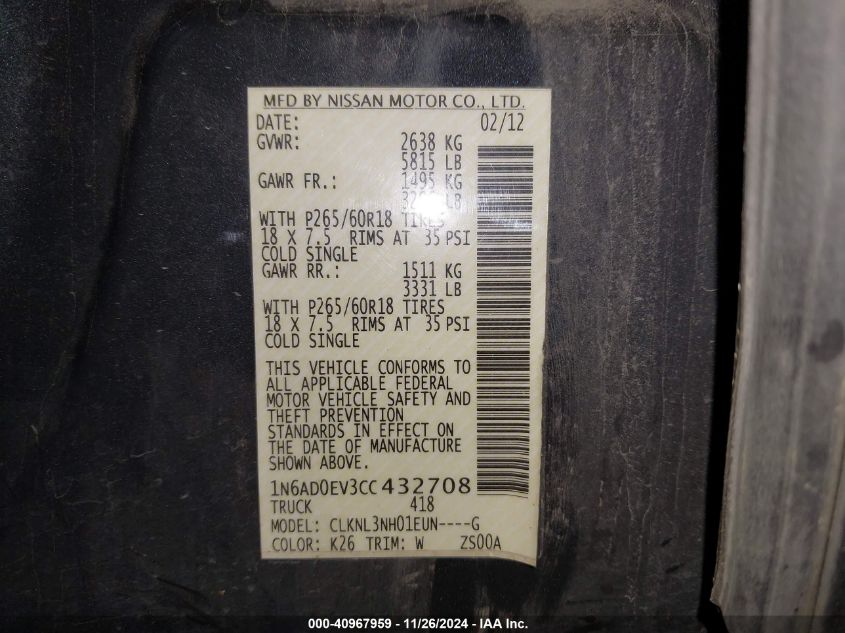 MFD BY NISSAN MOTOR CO., LTD.
DATE: 02/12
GVWR: 2638 KG
5815 LB
GAWR FR.: 1495 KG
LB
WITH P265/60R18 TIRES
18 X 7.5 RIMS AT 35 PSI
COLD SINGLE
GAWR RR.: 1511 KG
3331 LB
WITH P265/60R18 TIRES
18 X 7.5 RIMS AT 35 PSI
COLD SINGLE
THIS VEHICLE CONFORMS TO
ALL APPLICABLE FEDERAL
MOTOR VEHICLE SAFETY AND
THEFT PREVENTION
STANDARDS IN EFFECT ON
THE DATE OF MANUFACTURE
SHOWN ABOVE.
1N6AD0EV3CC432708
TRUCK 418
MODEL: CLKNL3NH01EUN----G
COLOR: K26 TRIM: W ZS00A
000-40967959 - 11/26/2024 - IAA Inc.